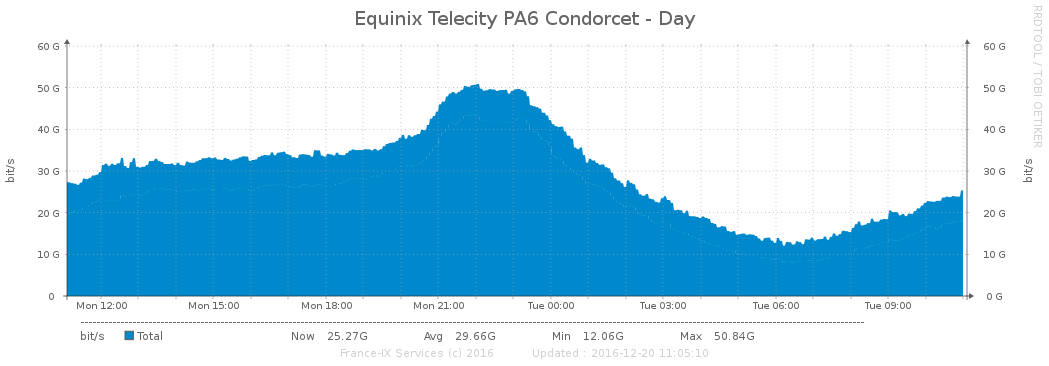 Equinix Telecity PA6 Condorcet - Day
RRDTOOL / TOBI OETIKER
60 G 60 G
50 G 50 G
40 G 40 G
30 G 30 G
20 G 20 G
10 G 10 G
0 0 G
bit/s bit/s
Mon 12:00 Mon 15:00 Mon 18:00 Mon 21:00 Tue 00:00 Tue 03:00 Tue 06:00 Tue 09:00
bit/s Total Now 25.27G Avg 29.66G Min 12.06G Max 50.84G
France-IX Services (c) 2016 Updated : 2016-12-20 11:05:10